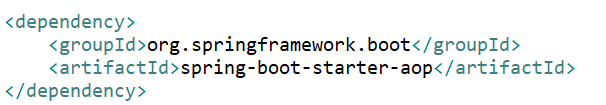 <dependency>
    <groupId>org.springframework.boot</groupId>
    <artifactId>spring-boot-starter-aop</artifactId>
</dependency>